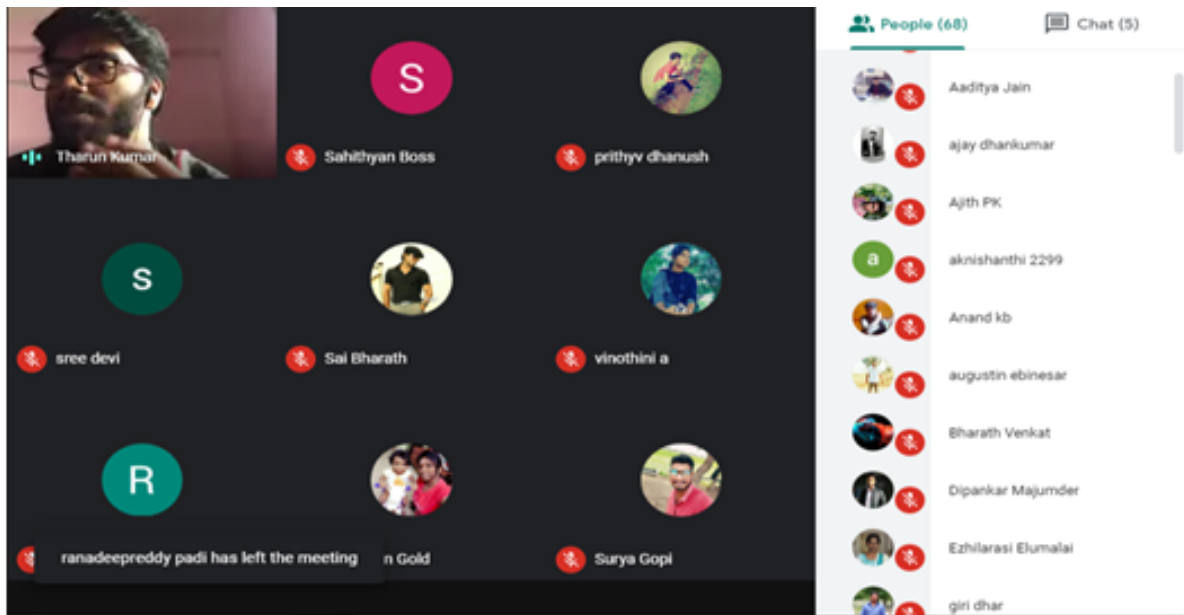 People (68)
Chat (5)
Tharun Kumar
S
Sahithyan Boss
prithyv dhanush
s
sree devi
Sai Bharath
vinothini a
R
ranadeepreddy padi has left the meeting
n Gold
Surya Gopi
Aaditya Jain
ajay dhankumar
Ajith PK
a
aknishanthi 2299
Anand kb
augustin ebinesar
Bharath Venkat
Dipankar Majumder
Ezhilarasi Elumalai
giri dhar